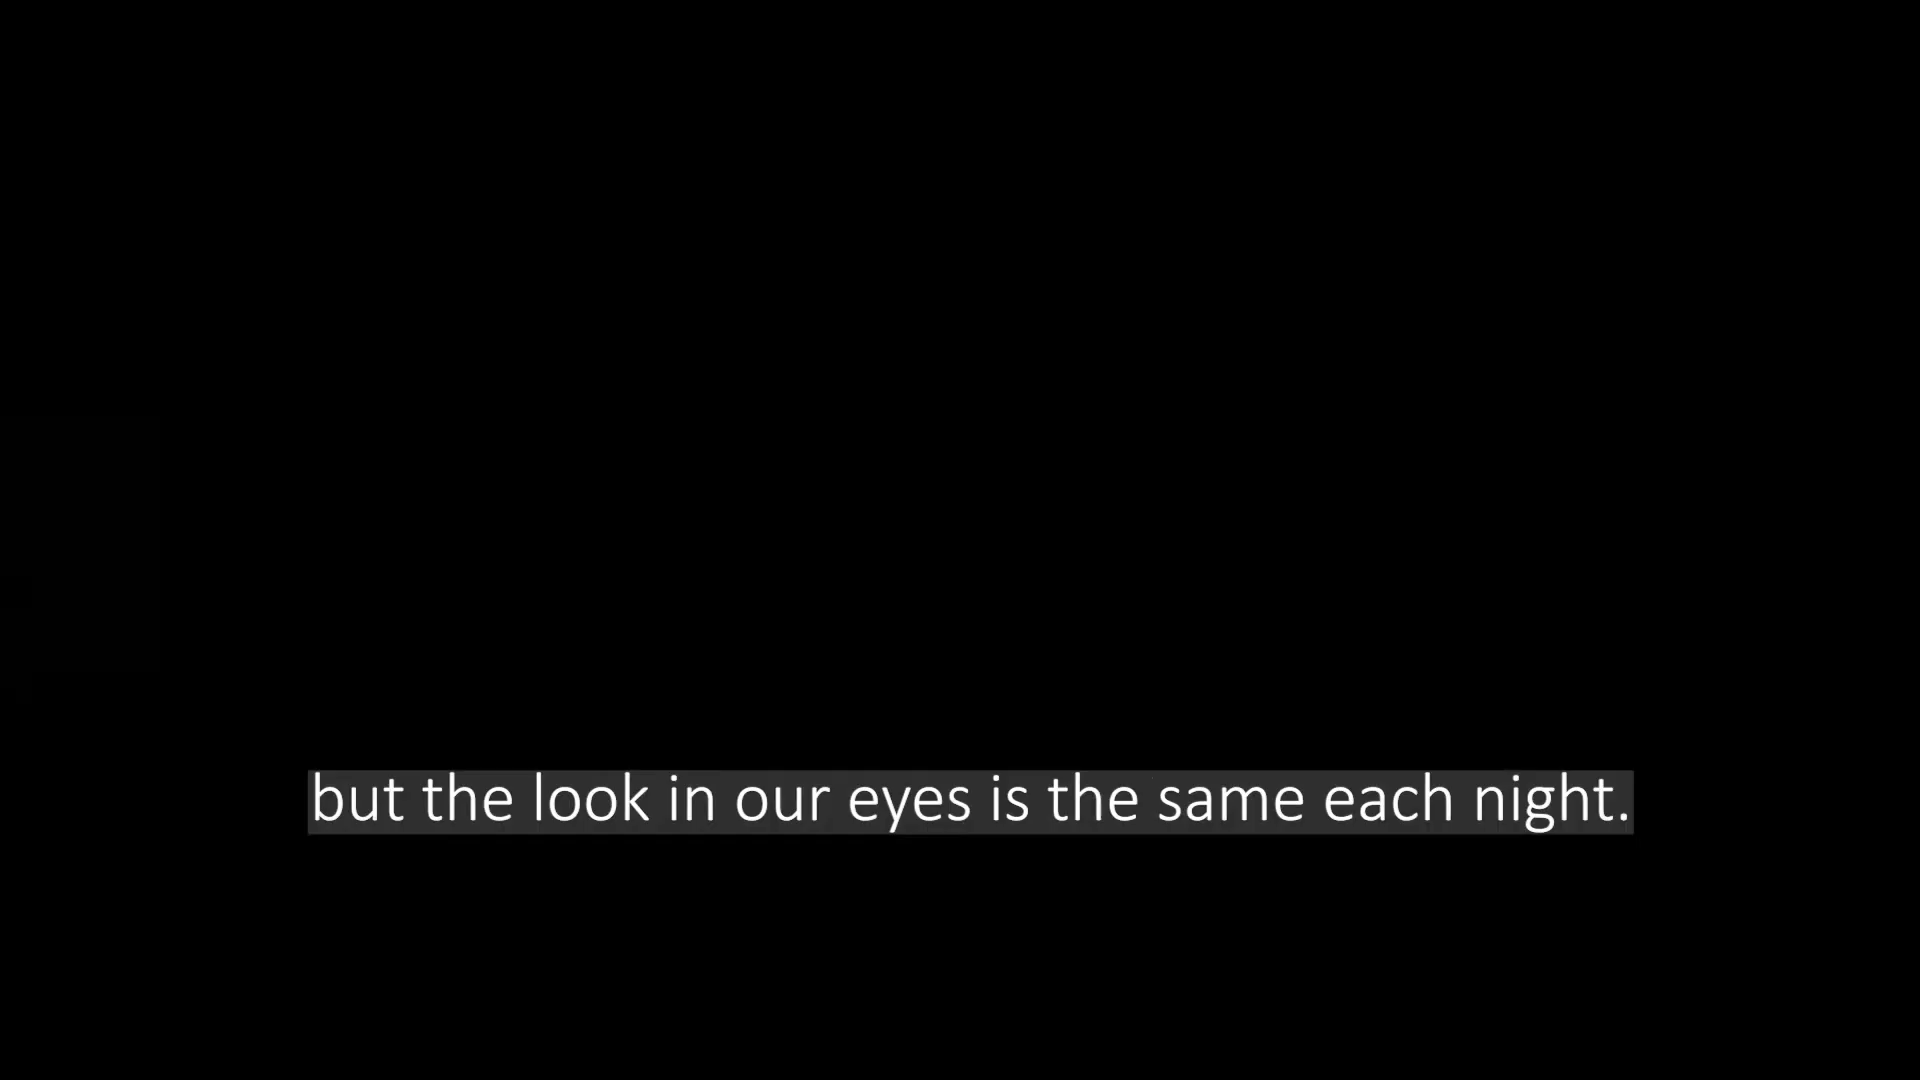 but the look in our eyes is the same each night.